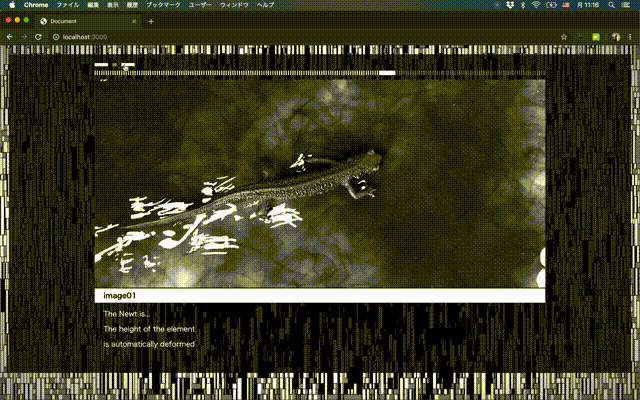 Chrome ファイル 編集 表示 履歴 ブックマーク ユーザー ウィンドウ ヘルプ 月 11:16
Document
localhost:3000
image01
The Newt is...
The height of the element
is automatically deformed